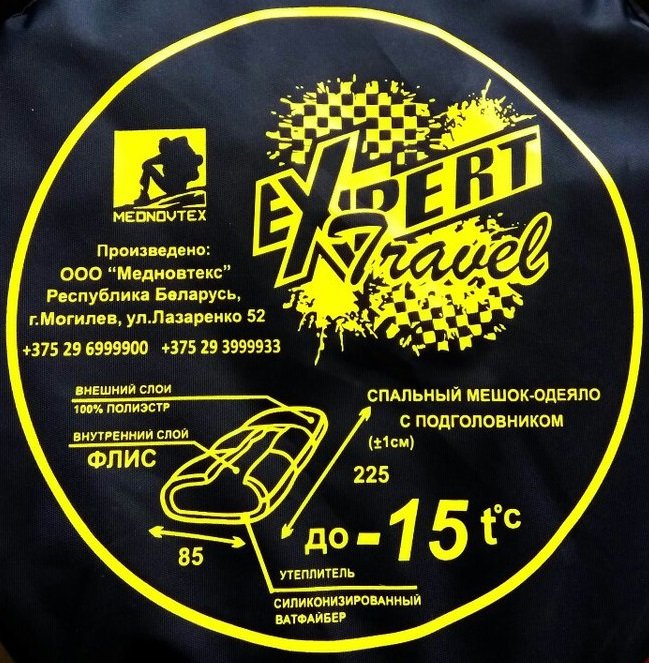 EXPERT
Travel
MEDNOVTEX
Произведено:
ООО "Медновтекс"
Республика Беларусь,
г.Могилев, ул.Лазаренко 52
+375 29 6999900 +375 29 3999933
ВНЕШНИЙ СЛОИ
100% ПОЛИЭСТР
ВНУТРЕННИЙ СЛОЙ
ФЛИС
СПАЛЬНЫЙ МЕШОК-ОДЕЯЛО
С ПОДГОЛОВНИКОМ
(±1см)
225
85
до -15 t°c
УТЕПЛИТЕЛЬ
СИЛИКОНИЗИРОВАННЫЙ
ВАТФАЙБЕР